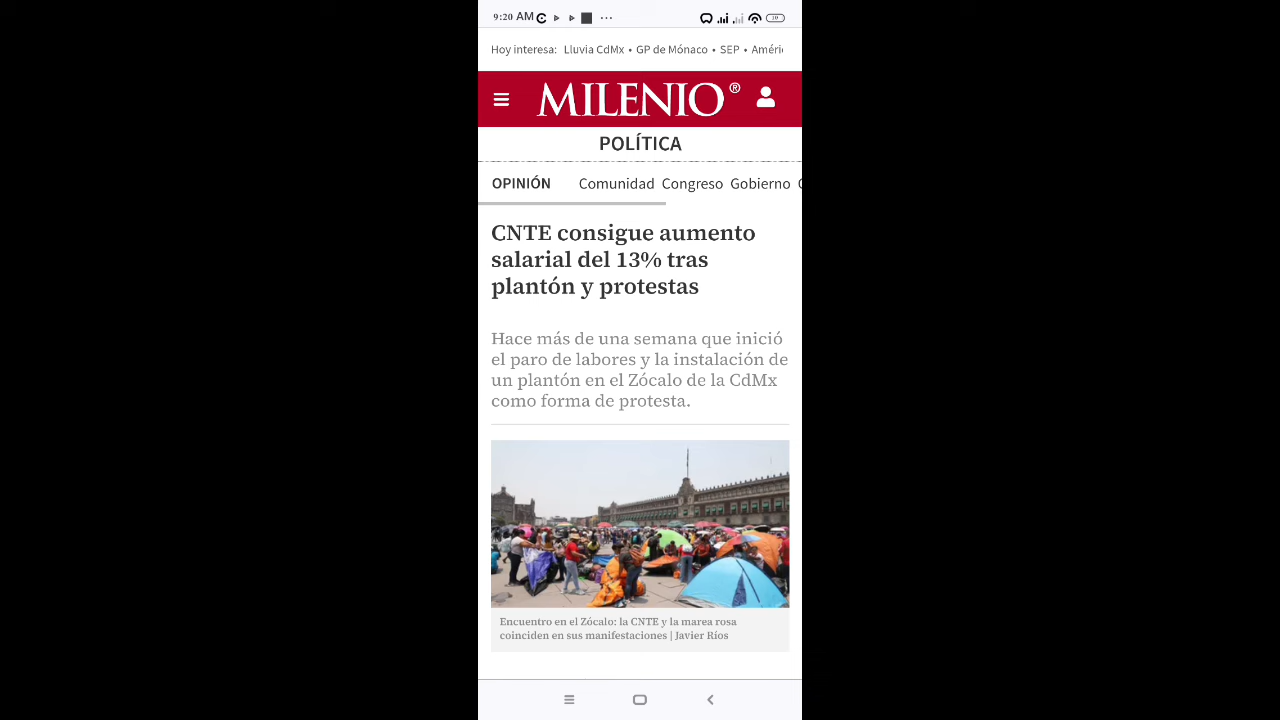 9:20 AM
Hoy interesa: Lluvia CdMx • GP de Mónaco • SEP • Améri
MILENIO®
POLÍTICA
OPINIÓN Comunidad Congreso Gobierno
CNTE consigue aumento
salarial del 13% tras
plantón y protestas
Hace más de una semana que inició
el paro de labores y la instalación de
un plantón en el Zócalo de la CdMx
como forma de protesta.
Encuentro en el Zócalo: la CNTE y la marea rosa
coinciden en sus manifestaciones | Javier Ríos